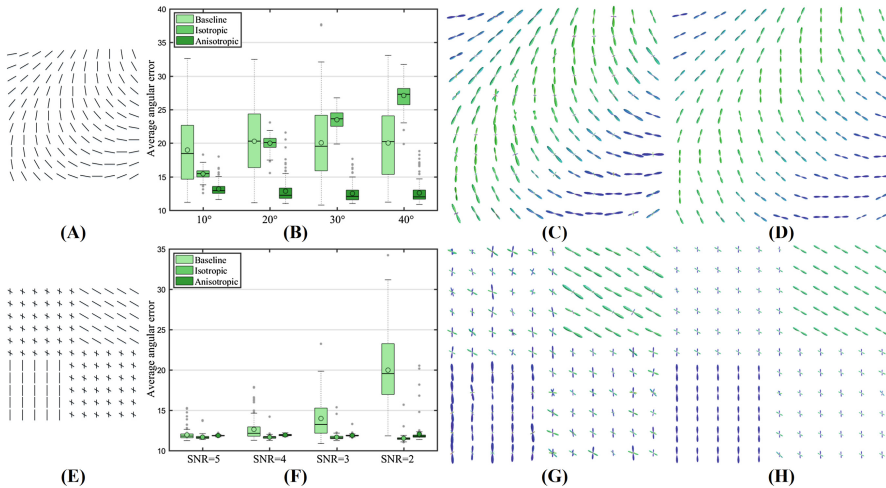 (A)
Average angular error
40
35
30
25
20
15
10
Baseline
Isotropic
Anisotropic
10°
20°
30°
40°
(B)
(C)
(D)
(E)
Average angular error
35
30
25
20
15
10
Baseline
Isotropic
Anisotropic
SNR=5
SNR=4
SNR=3
SNR=2
(F)
(G)
(H)